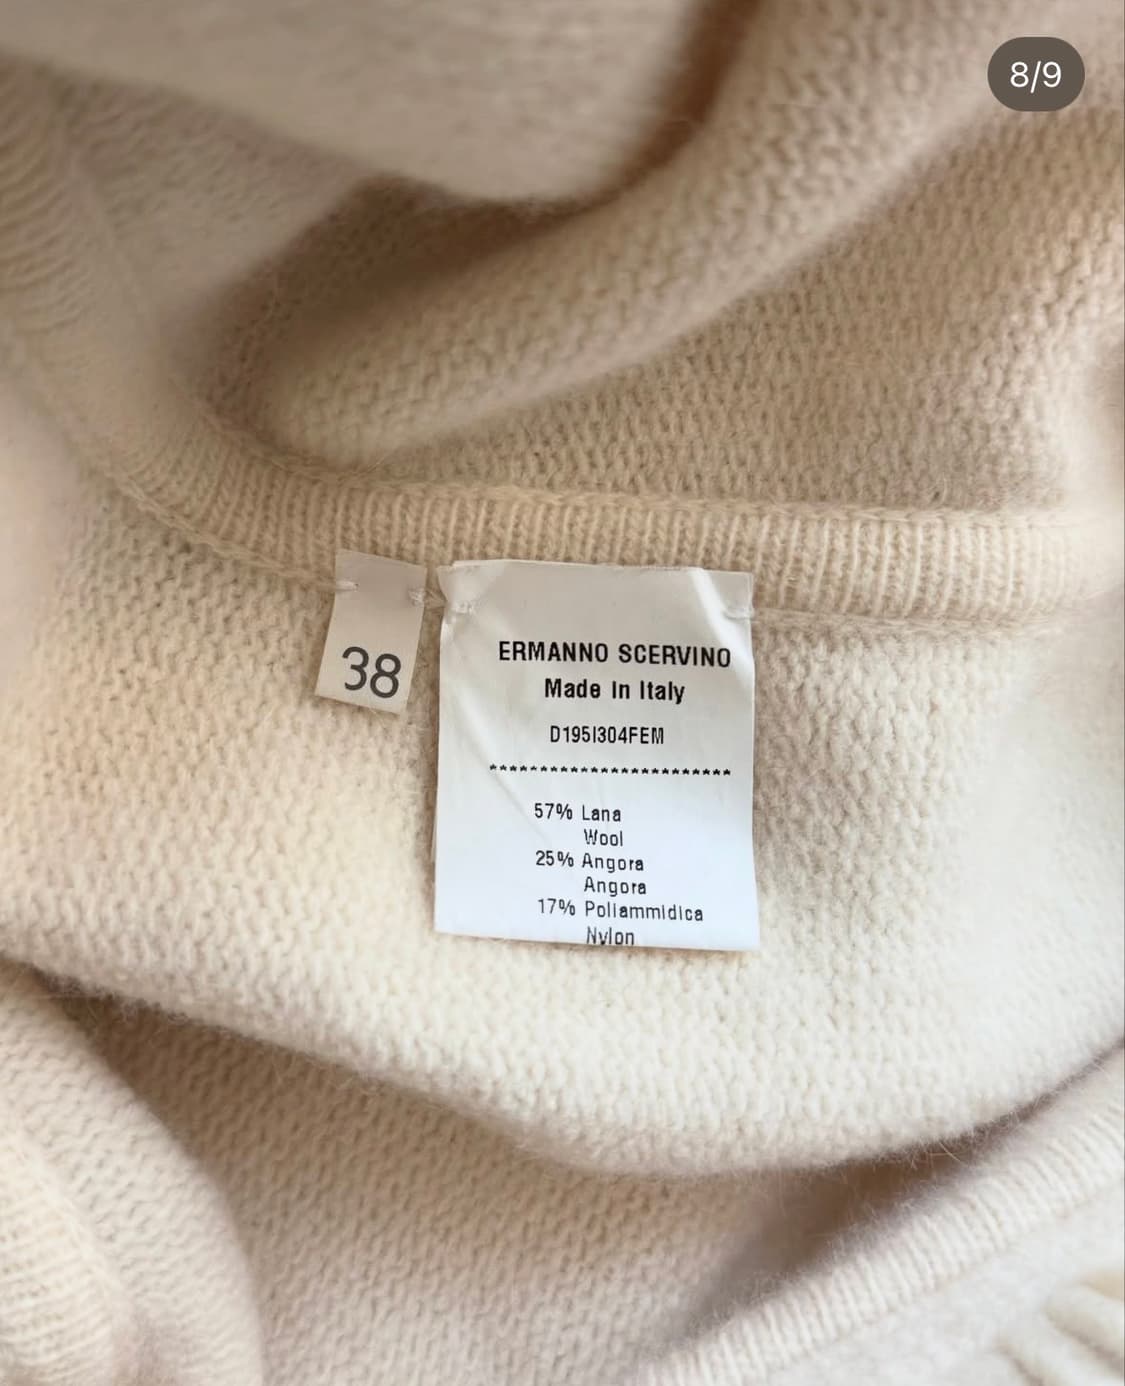 8/9
38
ERMANNO SCERVINO
Made in Italy
D195I304FEM
************************
57% Lana
Wool
25% Angora
Angora
17% Poliammidica
Nylon